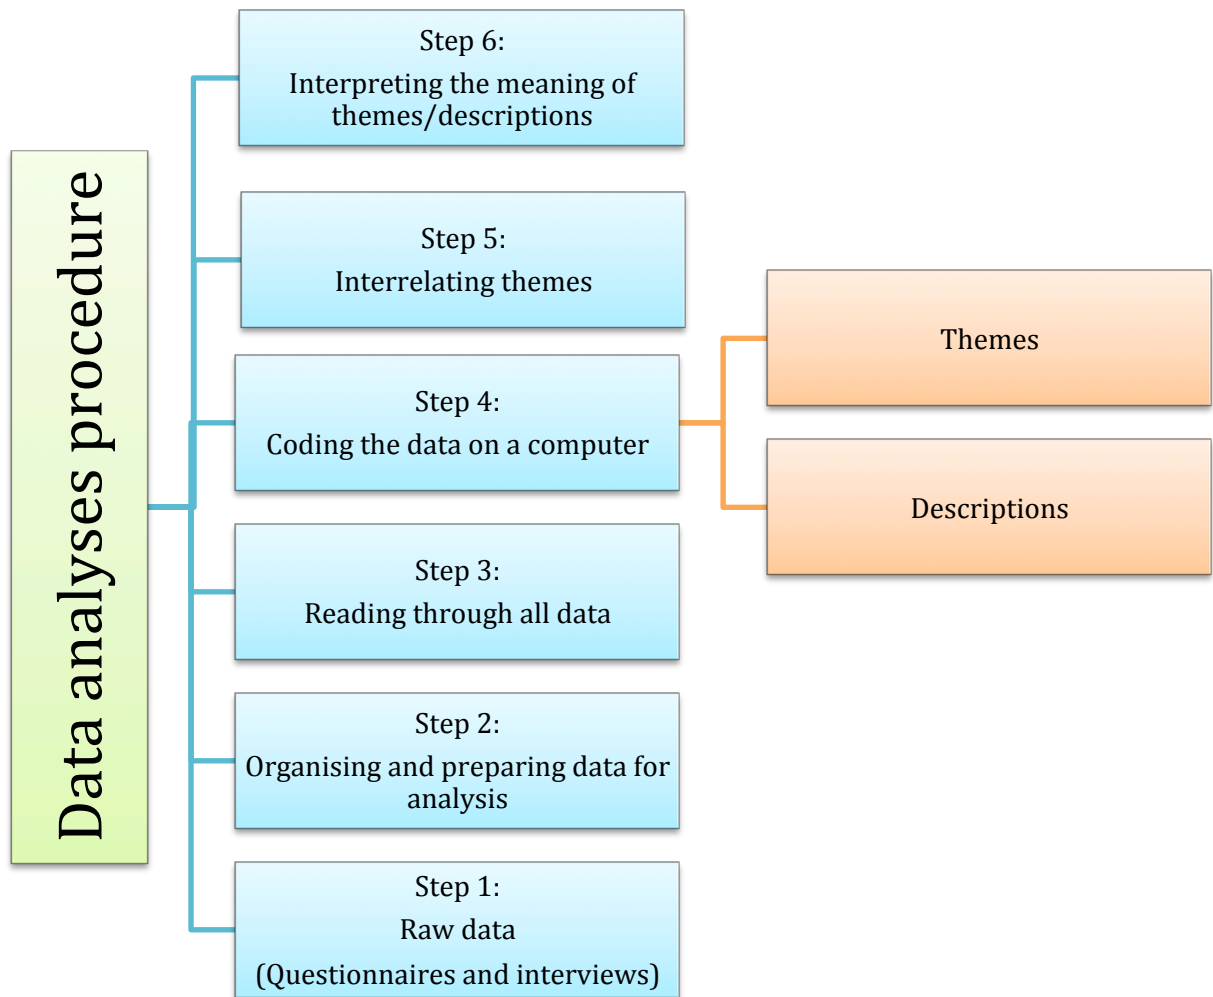 Data analyses procedure
Step 6:
Interpreting the meaning of
themes/descriptions
Step 5:
Interrelating themes
Step 4:
Coding the data on a computer
Themes
Descriptions
Step 3:
Reading through all data
Step 2:
Organising and preparing data for
analysis
Step 1:
Raw data
(Questionnaires and interviews)